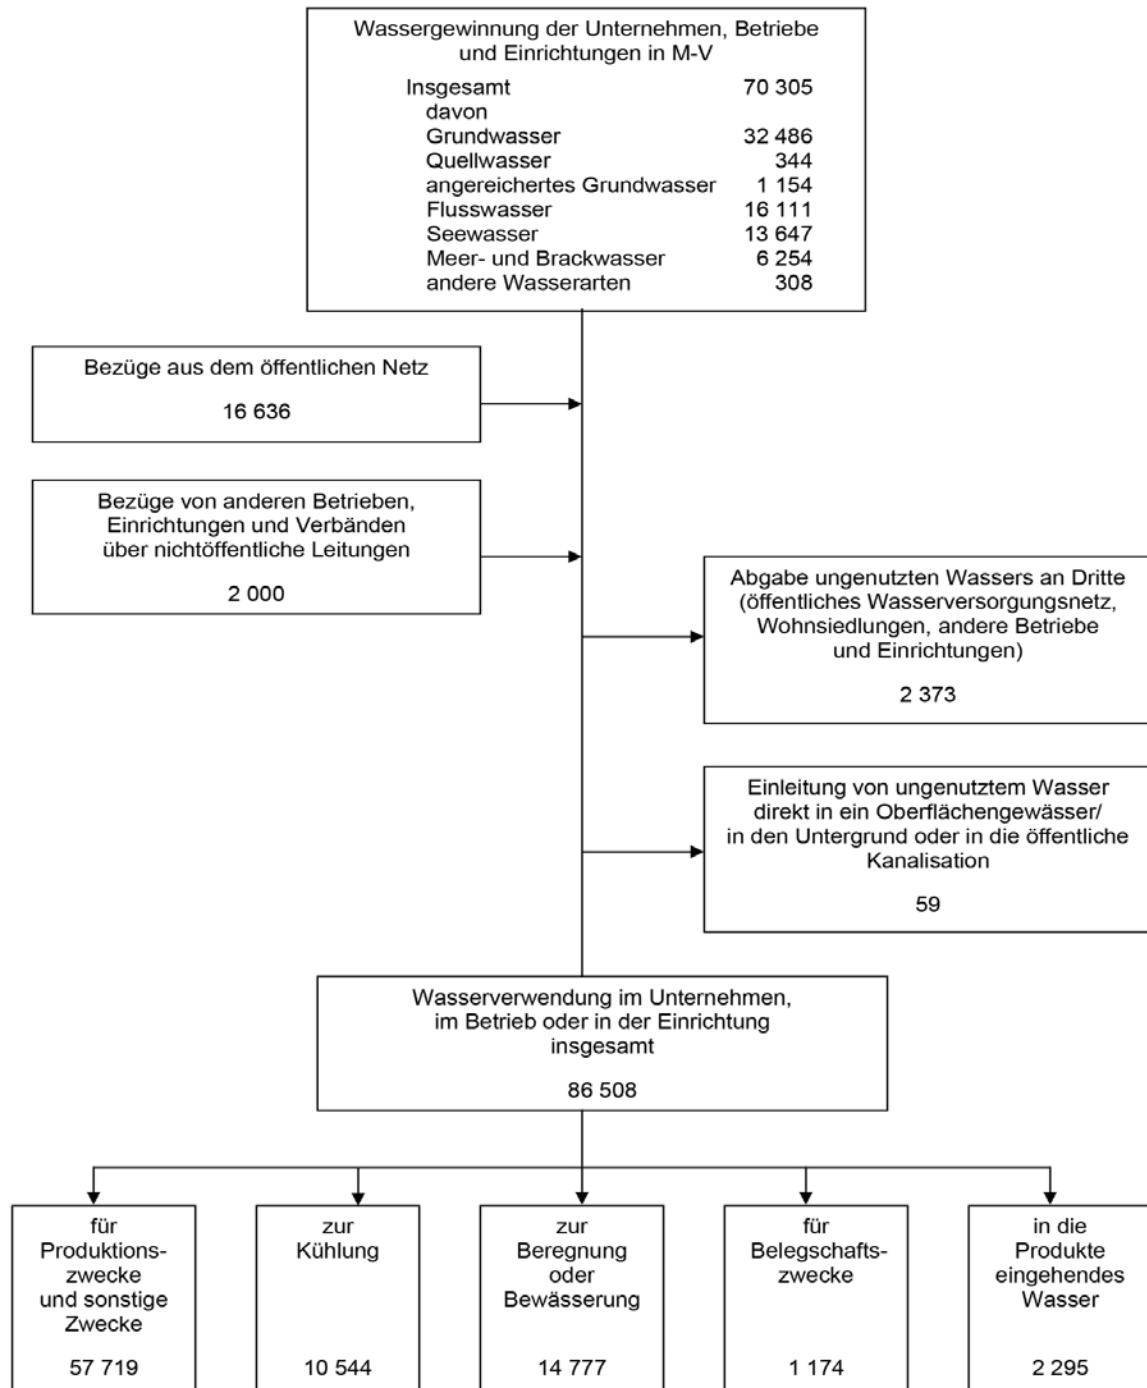 Wassergewinnung der Unternehmen, Betriebe
und Einrichtungen in M-V
Insgesamt 70 305
davon
Grundwasser 32 486
Quellwasser 344
angereichertes Grundwasser 1 154
Flusswasser 16 111
Seewasser 13 647
Meer- und Brackwasser 6 254
andere Wasserarten 308
Bezüge aus dem öffentlichen Netz
16 636
Bezüge von anderen Betrieben,
Einrichtungen und Verbänden
über nichtöffentliche Leitungen
2 000
Abgabe ungenutzten Wassers an Dritte
(öffentliches Wasserversorgungsnetz,
Wohnsiedlungen, andere Betriebe
und Einrichtungen)
2 373
Einleitung von ungenutztem Wasser
direkt in ein Oberflächengewässer/
in den Untergrund oder in die öffentliche
Kanalisation
59
Wasserverwendung im Unternehmen,
im Betrieb oder in der Einrichtung
insgesamt
86 508
für
Produktions-
zwecke
und sonstige
Zwecke
57 719
zur
Kühlung
10 544
zur
Beregnung
oder
Bewässerung
14 777
für
Belegschafts-
zwecke
1 174
in die
Produkte
eingehendes
Wasser
2 295